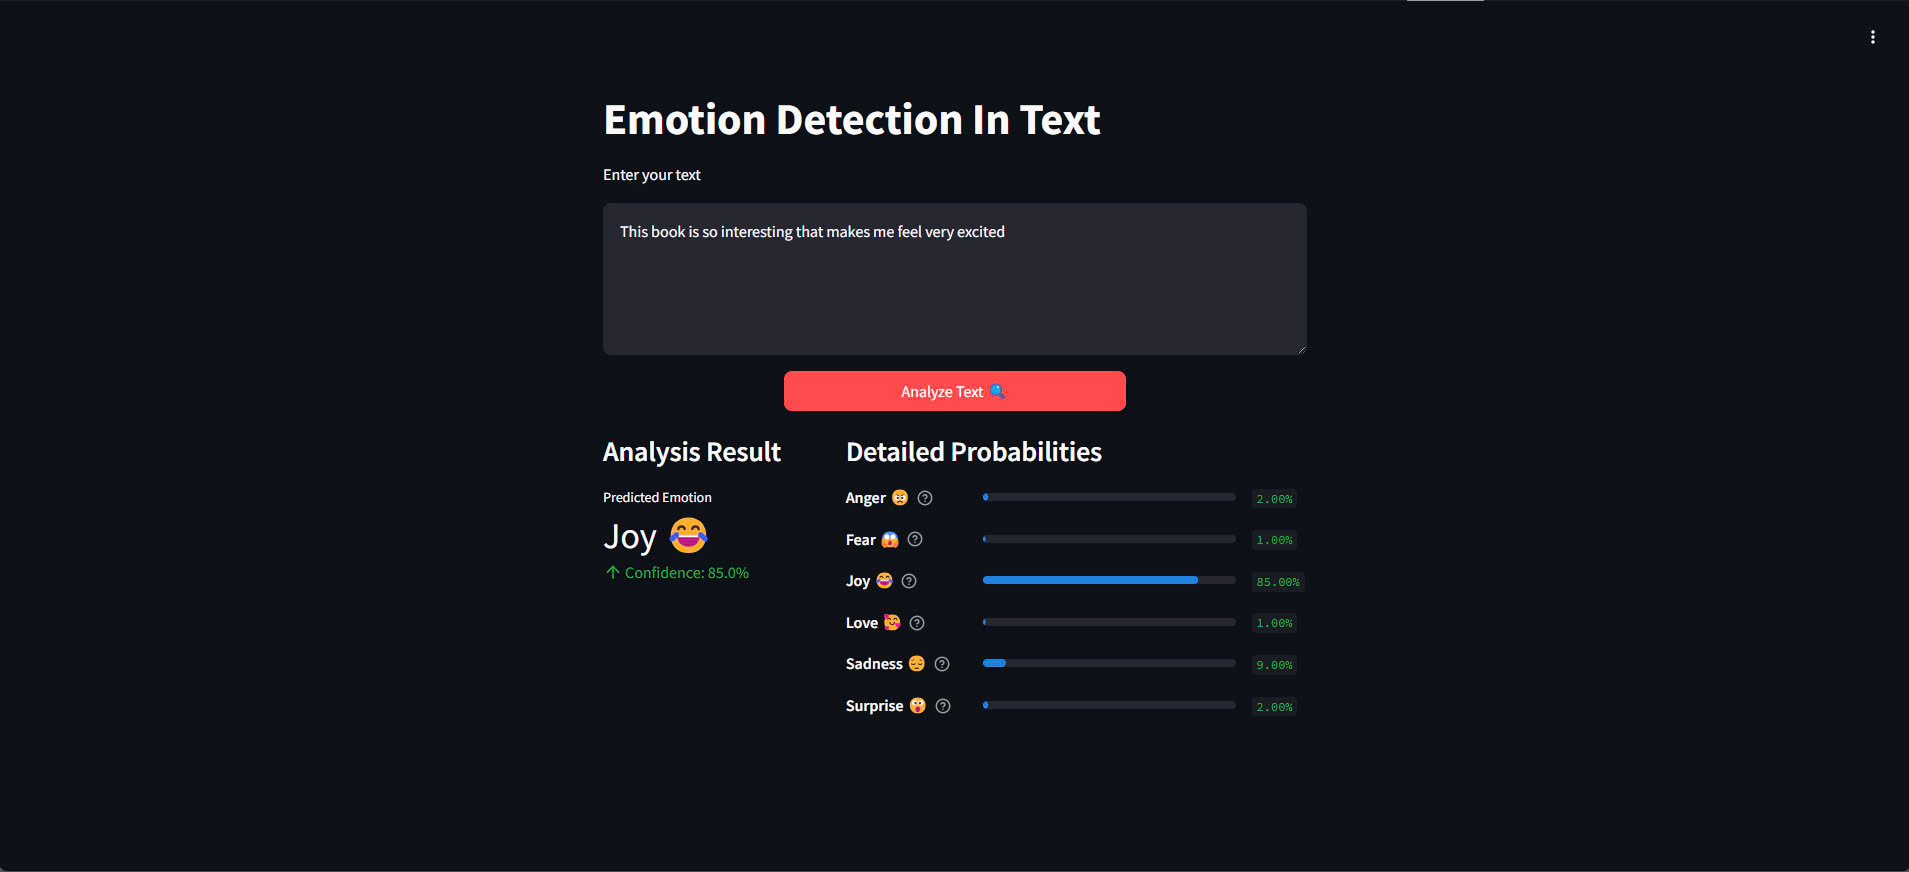 Emotion Detection In Text
Enter your text
This book is so interesting that makes me feel very excited
Analyze Text 🔍
Analysis Result
Predicted Emotion
Joy 😂
↑ Confidence: 85.0%
Detailed Probabilities
Anger 😠 2.00%
Fear 😱 1.00%
Joy 😂 85.00%
Love 🥰 1.00%
Sadness 😔 9.00%
Surprise 😲 2.00%